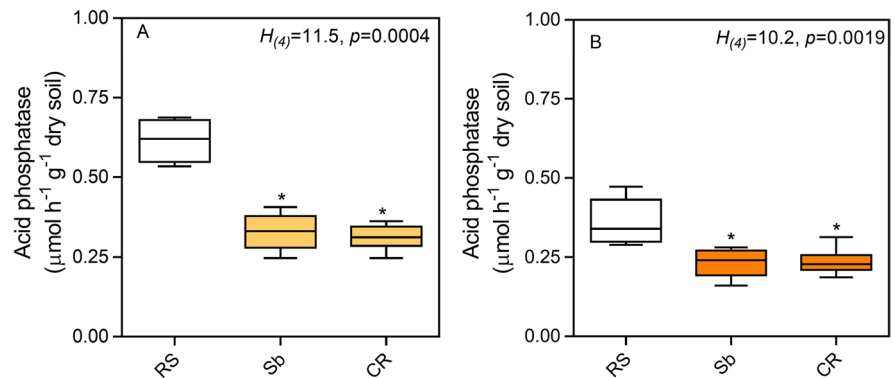 A
H(4)=11.5, p=0.0004
Acid phosphatase
(μmol h⁻¹ g⁻¹ dry soil)
1.00
0.75
0.50
0.25
0.00
*
*
RS
Sb
CR
B
H(4)=10.2, p=0.0019
Acid phosphatase
(μmol h⁻¹ g⁻¹ dry soil)
1.00
0.75
0.50
0.25
0.00
*
*
RS
Sb
CR